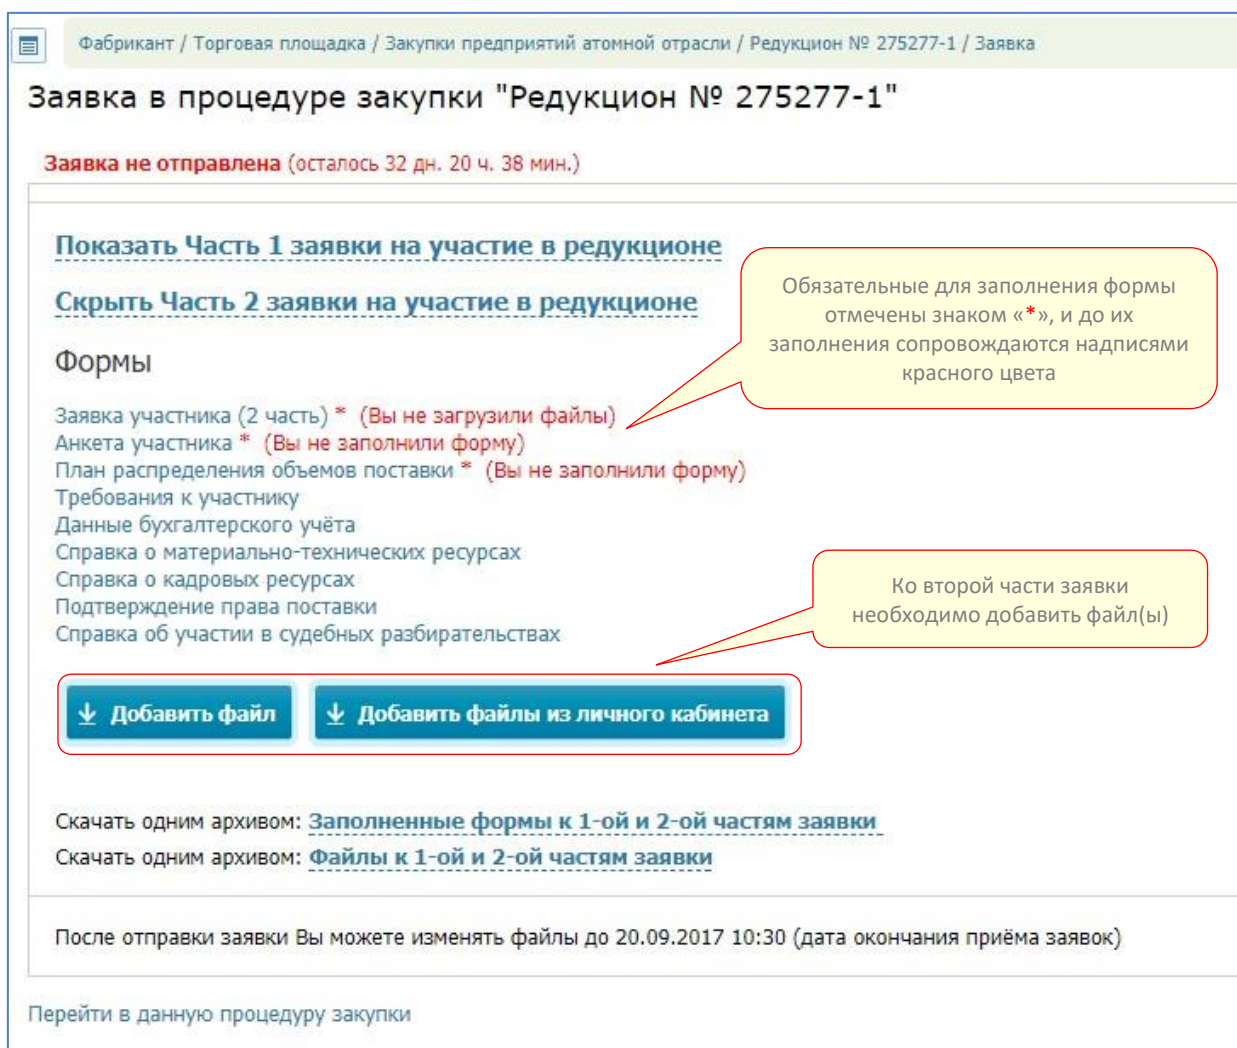 Фабрикант / Торговая площадка / Закупки предприятий атомной отрасли / Редукцион № 275277-1 / Заявка
Заявка в процедуре закупки "Редукцион № 275277-1"
Заявка не отправлена (осталось 32 дн. 20 ч. 38 мин.)
Показать Часть 1 заявки на участие в редукционе
Скрыть Часть 2 заявки на участие в редукционе
Обязательные для заполнения формы
отмечены знаком «*», и до их
заполнения сопровождаются надписями
красного цвета
Формы
Заявка участника (2 часть) * (Вы не загрузили файлы)
Анкета участника * (Вы не заполнили форму)
План распределения объемов поставки * (Вы не заполнили форму)
Требования к участнику
Данные бухгалтерского учёта
Справка о материально-технических ресурсах
Справка о кадровых ресурсах
Подтверждение права поставки
Справка об участии в судебных разбирательствах
Ко второй части заявки
необходимо добавить файл(ы)
Добавить файл
Добавить файлы из личного кабинета
Скачать одним архивом: Заполненные формы к 1-ой и 2-ой частям заявки
Скачать одним архивом: Файлы к 1-ой и 2-ой частям заявки
После отправки заявки Вы можете изменять файлы до 20.09.2017 10:30 (дата окончания приёма заявок)
Перейти в данную процедуру закупки